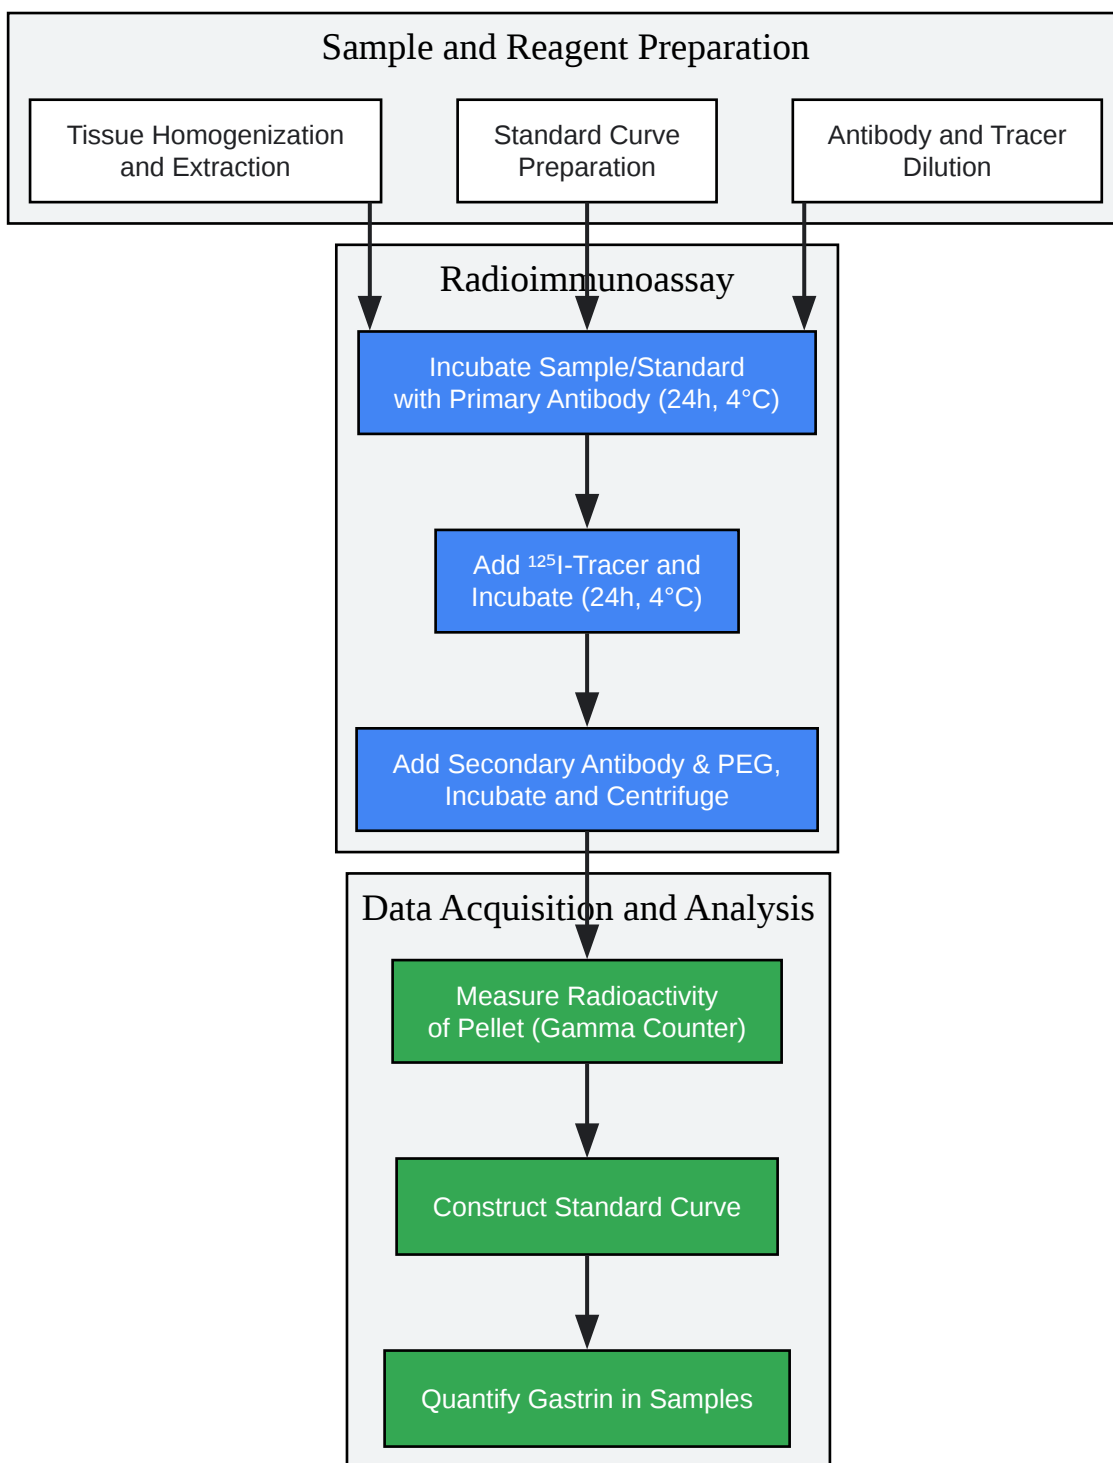 Sample and Reagent Preparation
Tissue Homogenization
and Extraction
Standard Curve
Preparation
Antibody and Tracer
Dilution
Radioimmunoassay
Incubate Sample/Standard
with Primary Antibody (24h, 4°C)
Add ¹²⁵I-Tracer and
Incubate (24h, 4°C)
Add Secondary Antibody & PEG,
Incubate and Centrifuge
Data Acquisition and Analysis
Measure Radioactivity
of Pellet (Gamma Counter)
Construct Standard Curve
Quantify Gastrin in Samples